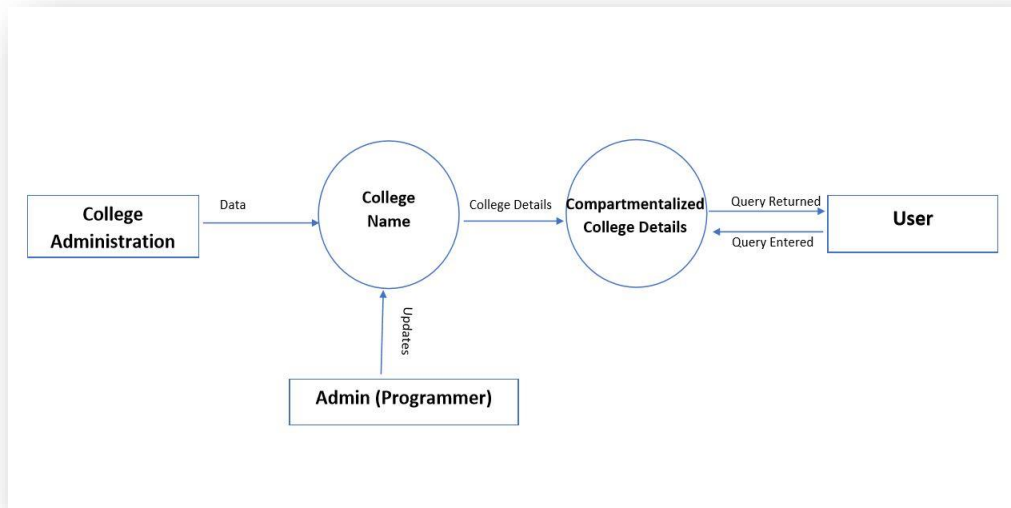 College
Administration
Data
College
Name
College Details
Compartmentalized
College Details
Query Returned
Query Entered
User
Updates
Admin (Programmer)